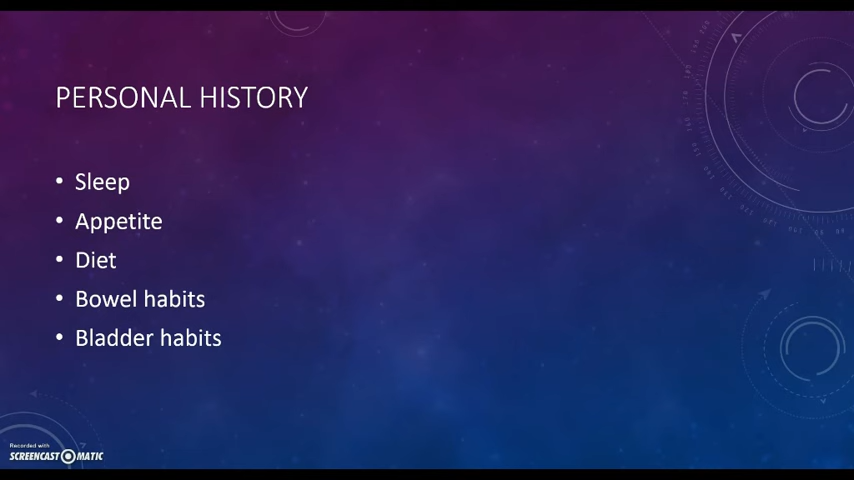 PERSONAL HISTORY
• Sleep
• Appetite
• Diet
• Bowel habits
• Bladder habits
Recorded with
SCREENCAST MATIC